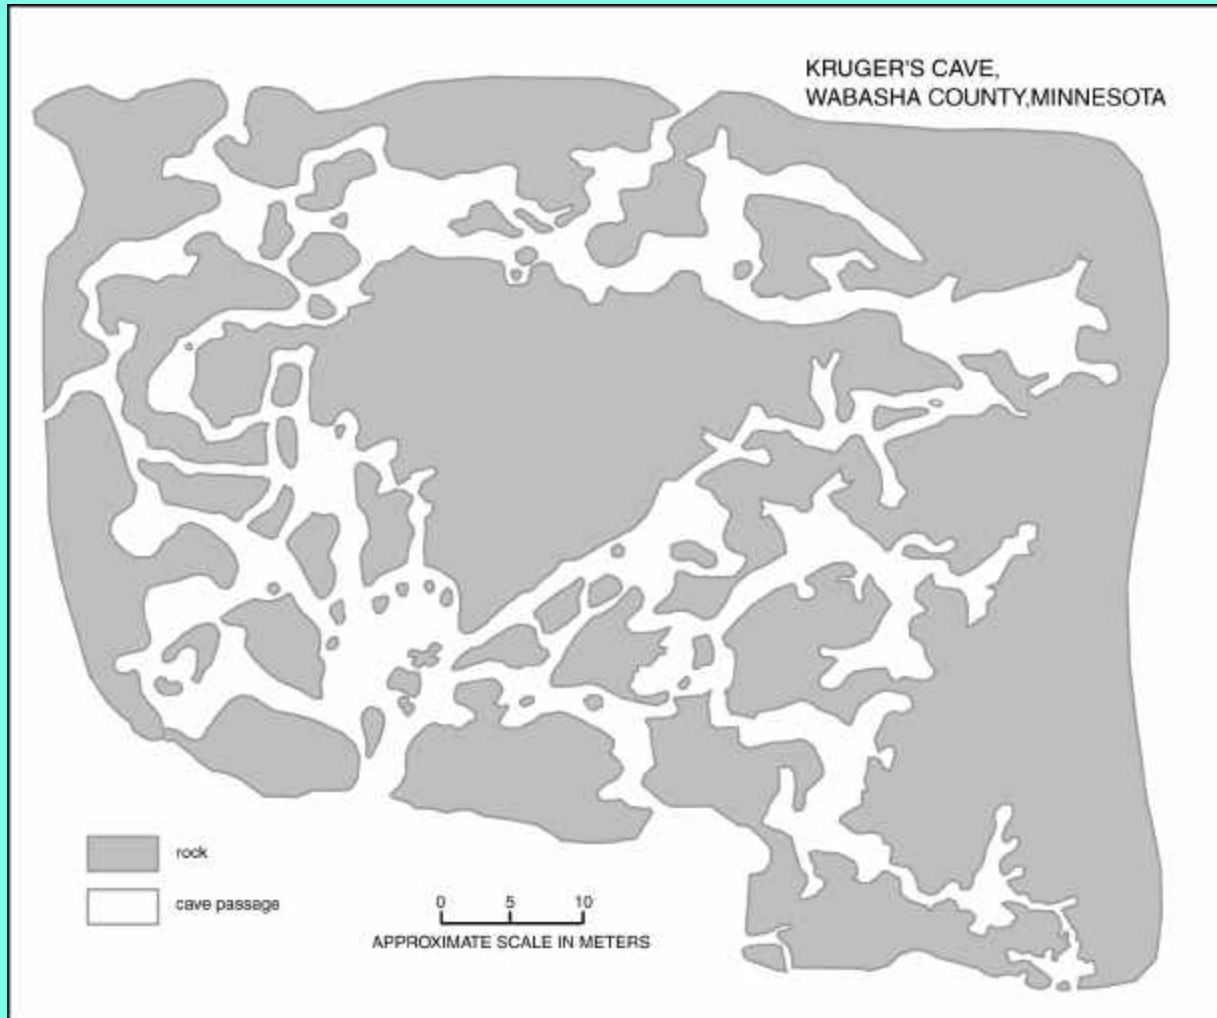 KRUGER'S CAVE,
WABASHA COUNTY,MINNESOTA
rock
cave passage
0 5 10
APPROXIMATE SCALE IN METERS